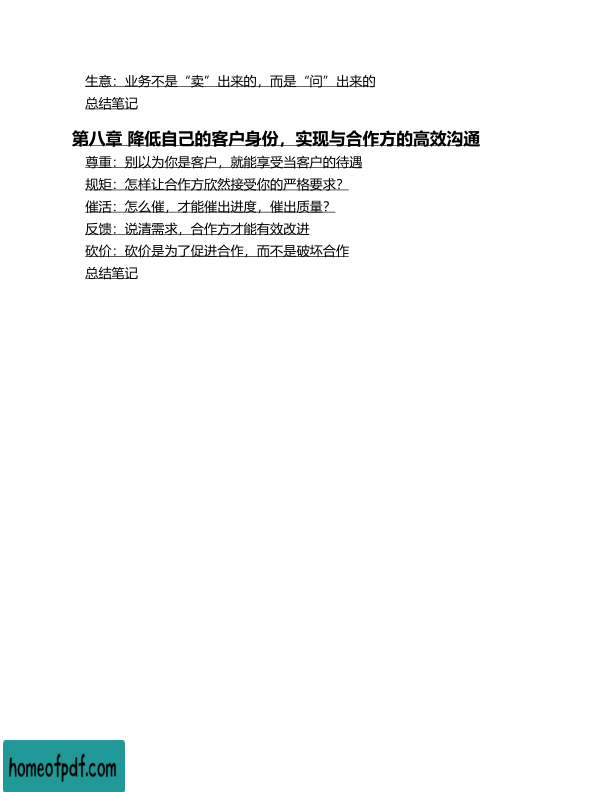 生意：业务不是“卖”出来的，而是“问”出来的
总结笔记
第八章 降低自己的客户身份，实现与合作方的高效沟通
尊重：别以为你是客户，就能享受当客户的待遇
规矩：怎样让合作方欣然接受你的严格要求？
催活：怎么催，才能催出进度，催出质量？
反馈：说清需求，合作方才能有效改进
砍价：砍价是为了促进合作，而不是破坏合作
总结笔记
homeofpdf.com